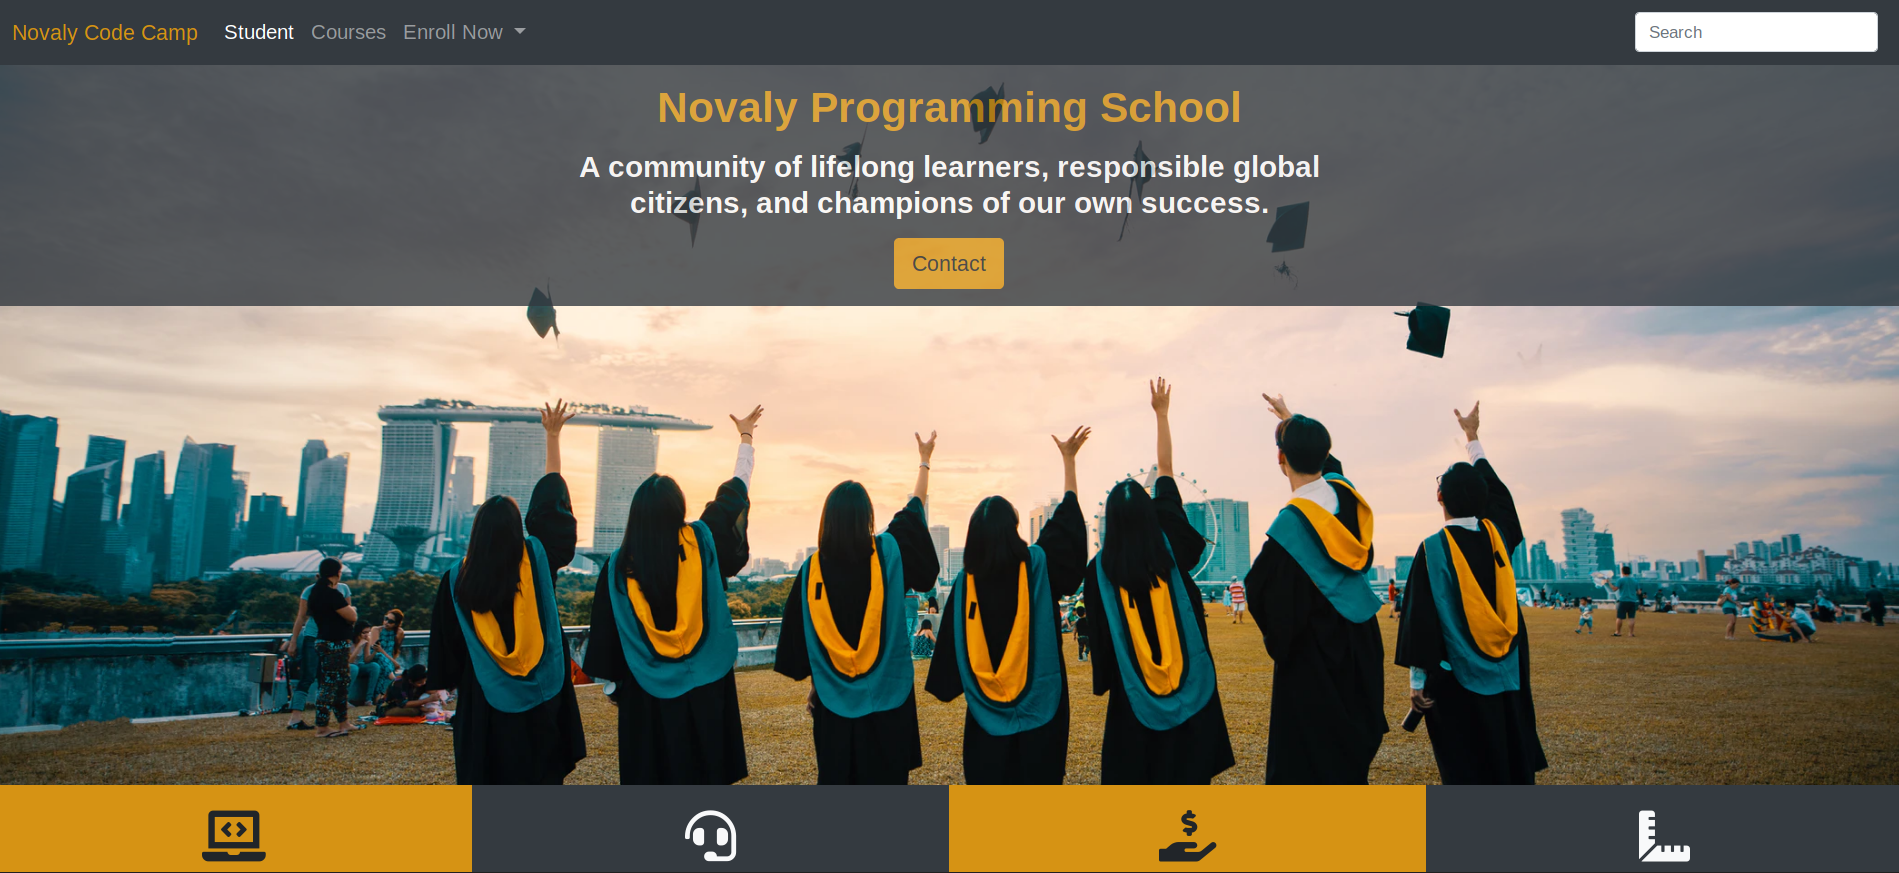 Novaly Code Camp Student Courses Enroll Now Search
Novaly Programming School
A community of lifelong learners, responsible global
citizens, and champions of our own success.
Contact